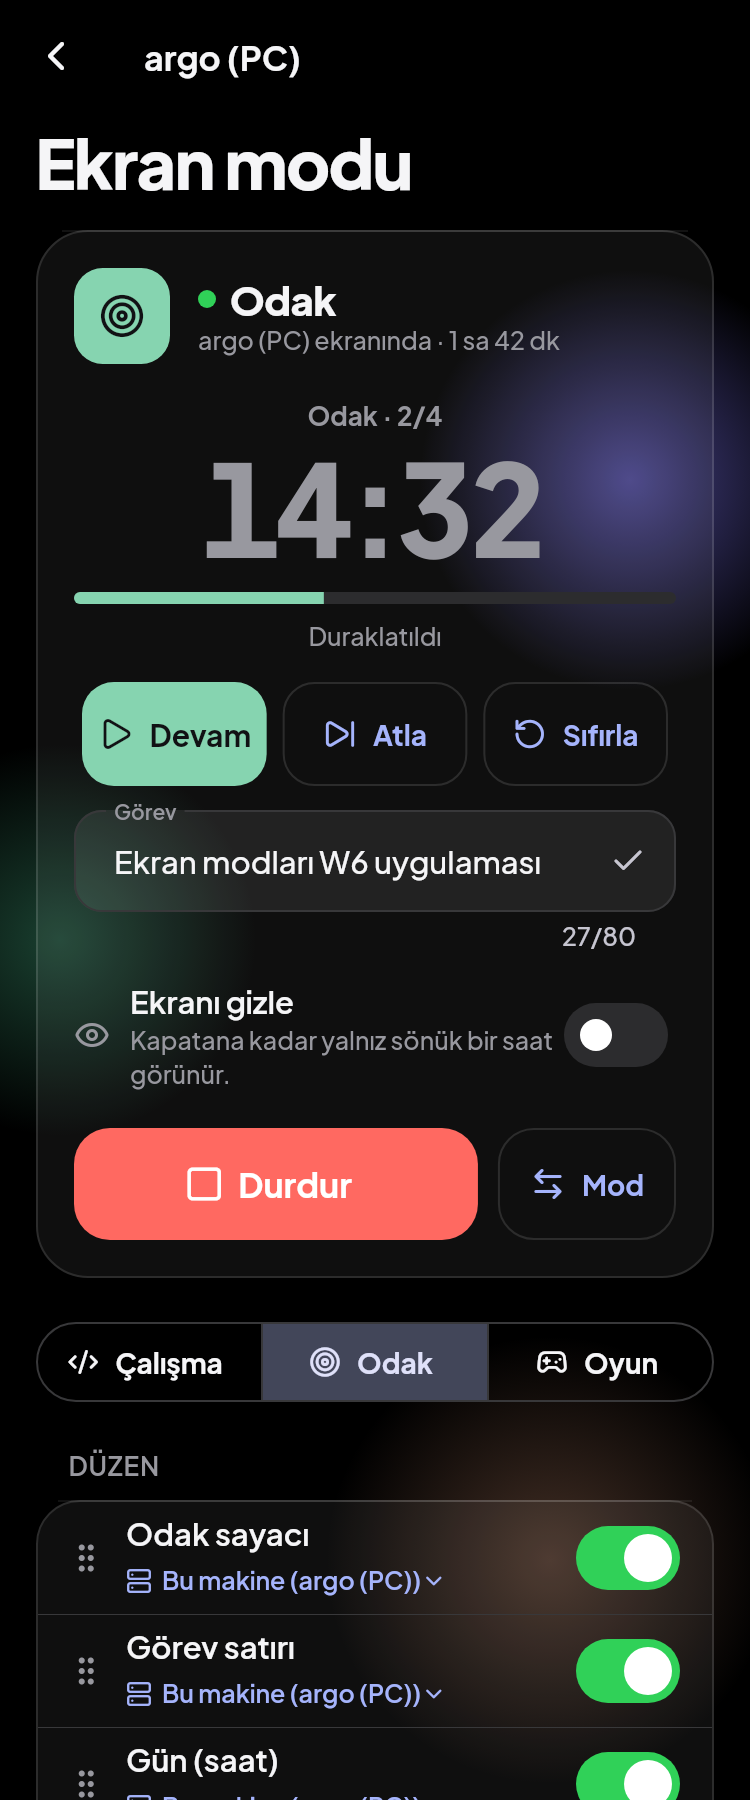 argo (PC)
Ekran modu
Odak
argo (PC) ekranında · 1 sa 42 dk
Odak · 2/4
14:32
Duraklatıldı
Devam
Atla
Sıfırla
Görev
Ekran modları W6 uygulaması
27/80
Ekranı gizle
Kapatana kadar yalnız sönük bir saat
görünür.
Durdur
Mod
Çalışma
Odak
Oyun
DÜZEN
Odak sayacı
Bu makine (argo (PC))
Görev satırı
Bu makine (argo (PC))
Gün (saat)